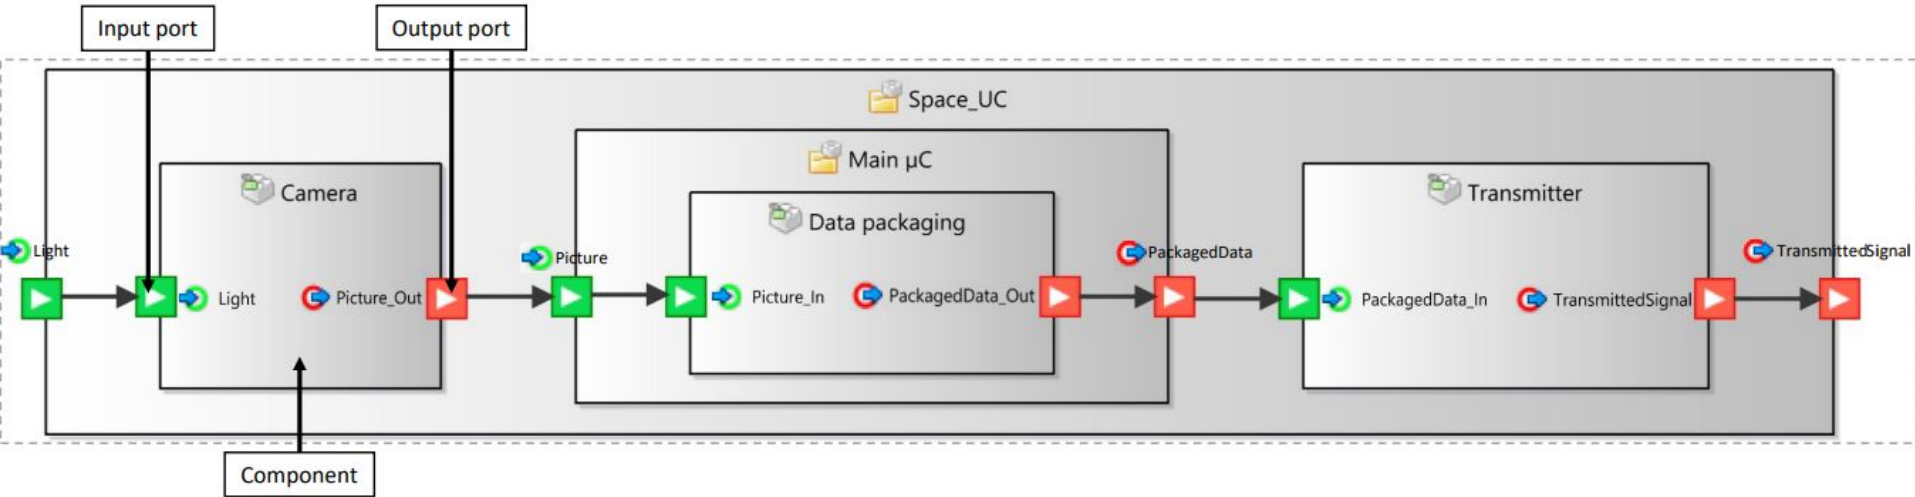 Input port
Output port
Space_UC
Main µC
Camera
Data packaging
Transmitter
Light
Picture
PackagedData
TransmittedSignal
Light
Picture_Out
Picture_In
PackagedData_Out
PackagedData_In
TransmittedSignal
Component